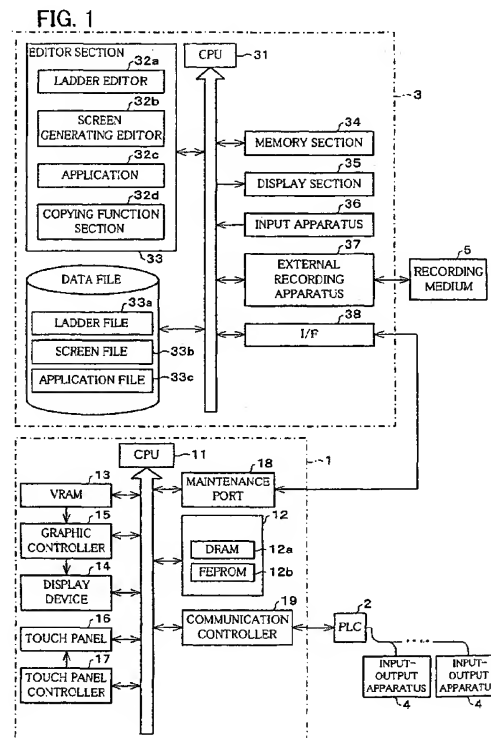 FIG. 1
EDITOR SECTION
32a
LADDER EDITOR
32b
SCREEN
GENERATING EDITOR
32c
APPLICATION
32d
COPYING FUNCTION
SECTION
33
DATA FILE
33a
LADDER FILE
SCREEN FILE
33b
APPLICATION FILE
33c
CPU
31
3
34
MEMORY SECTION
35
DISPLAY SECTION
36
INPUT APPARATUS
37
EXTERNAL
RECORDING
APPARATUS
5
RECORDING
MEDIUM
38
I/F
CPU
11
1
13
VRAM
15
GRAPHIC
CONTROLLER
14
DISPLAY
DEVICE
16
TOUCH PANEL
17
TOUCH PANEL
CONTROLLER
18
MAINTENANCE
PORT
12
DRAM
12a
FEPROM
12b
19
COMMUNICATION
CONTROLLER
2
PLC
INPUT-
OUTPUT
APPARATUS
4
INPUT-
OUTPUT
APPARATUS
4